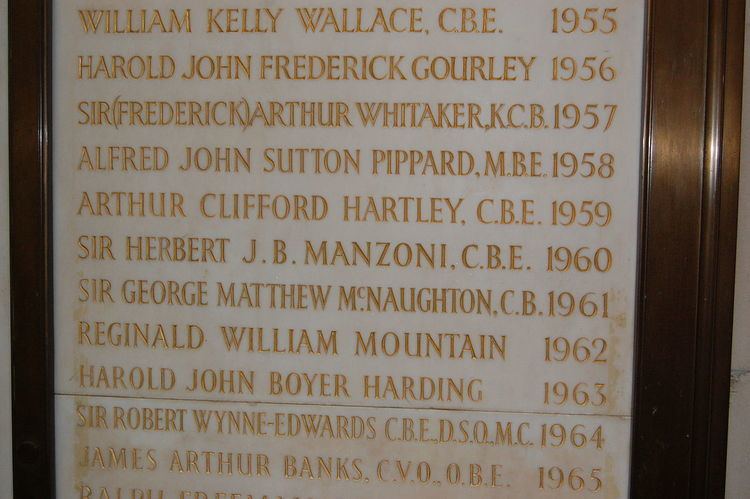 WILLIAM KELLY WALLACE, C.B.E. 1955
HAROLD JOHN FREDERICK GOURLEY 1956
SIR (FREDERICK) ARTHUR WHITAKER, K.C.B. 1957
ALFRED JOHN SUTTON PIPPARD, M.B.E. 1958
ARTHUR CLIFFORD HARTLEY, C.B.E. 1959
SIR HERBERT J. B. MANZONI, C.B.E. 1960
SIR GEORGE MATTHEW McNAUGHTON, C.B. 1961
REGINALD WILLIAM MOUNTAIN 1962
HAROLD JOHN BOYER HARDING 1963
SIR ROBERT WYNNE-EDWARDS C.B.E., D.S.O., M.C. 1964
JAMES ARTHUR BANKS, C.V.O., O.B.E. 1965
RALPH FREEMAN